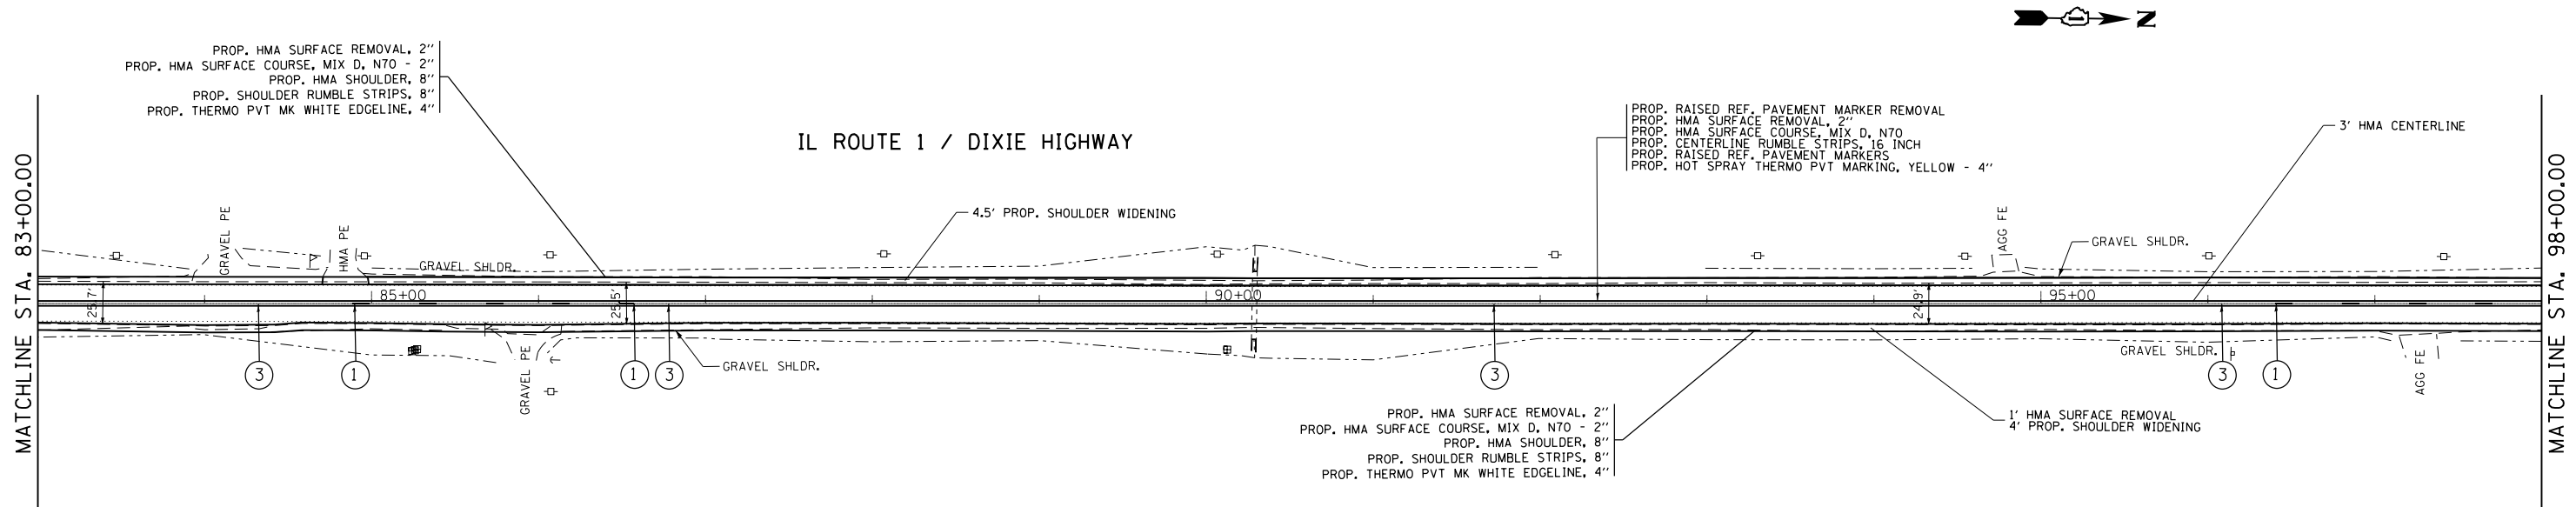 N
PROP. HMA SURFACE REMOVAL, 2"
PROP. HMA SURFACE COURSE, MIX D, N70 - 2"
PROP. HMA SHOULDER, 8"
PROP. SHOULDER RUMBLE STRIPS, 8"
PROP. THERMO PVT MK WHITE EDGELINE, 4"
IL ROUTE 1 / DIXIE HIGHWAY
PROP. RAISED REF. PAVEMENT MARKER REMOVAL
PROP. HMA SURFACE REMOVAL, 2"
PROP. HMA SURFACE COURSE, MIX D, N70
PROP. CENTERLINE RUMBLE STRIPS, 16 INCH
PROP. RAISED REF. PAVEMENT MARKERS
PROP. HOT SPRAY THERMO PVT MARKING, YELLOW - 4"
3' HMA CENTERLINE
MATCHLINE STA. 83+00.00
MATCHLINE STA. 98+00.00
4.5' PROP. SHOULDER WIDENING
GRAVEL PE
HMA PE
AGG FE
GRAVEL SHLDR.
GRAVEL SHLDR.
25.7'
85+00
25.5'
90+00
24.9'
95+00
3
1
GRAVEL PE
1
3
GRAVEL SHLDR.
3
GRAVEL SHLDR.
3
1
AGG FE
PROP. HMA SURFACE REMOVAL, 2"
PROP. HMA SURFACE COURSE, MIX D, N70 - 2"
PROP. HMA SHOULDER, 8"
PROP. SHOULDER RUMBLE STRIPS, 8"
PROP. THERMO PVT MK WHITE EDGELINE, 4"
1' HMA SURFACE REMOVAL
4' PROP. SHOULDER WIDENING